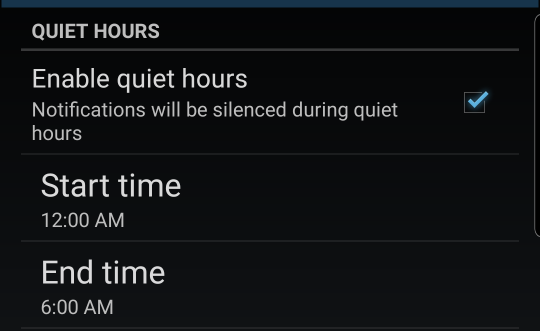 QUIET HOURS
Enable quiet hours
Notifications will be silenced during quiet
hours
Start time
12:00 AM
End time
6:00 AM